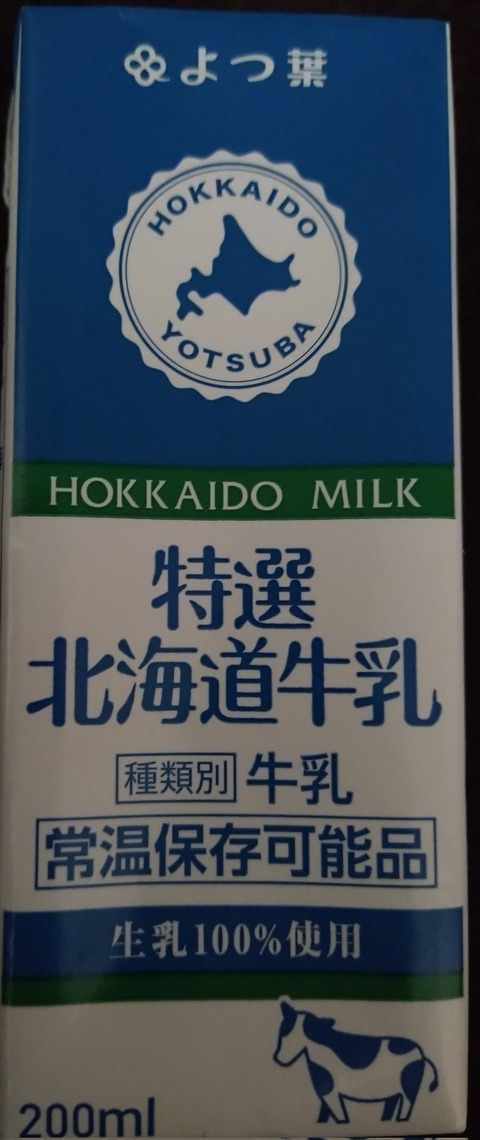 よつ葉
HOKKAIDO
YOTSUBA
HOKKAIDO MILK
特選
北海道牛乳
種類別 牛乳
常温保存可能品
生乳100%使用
200ml